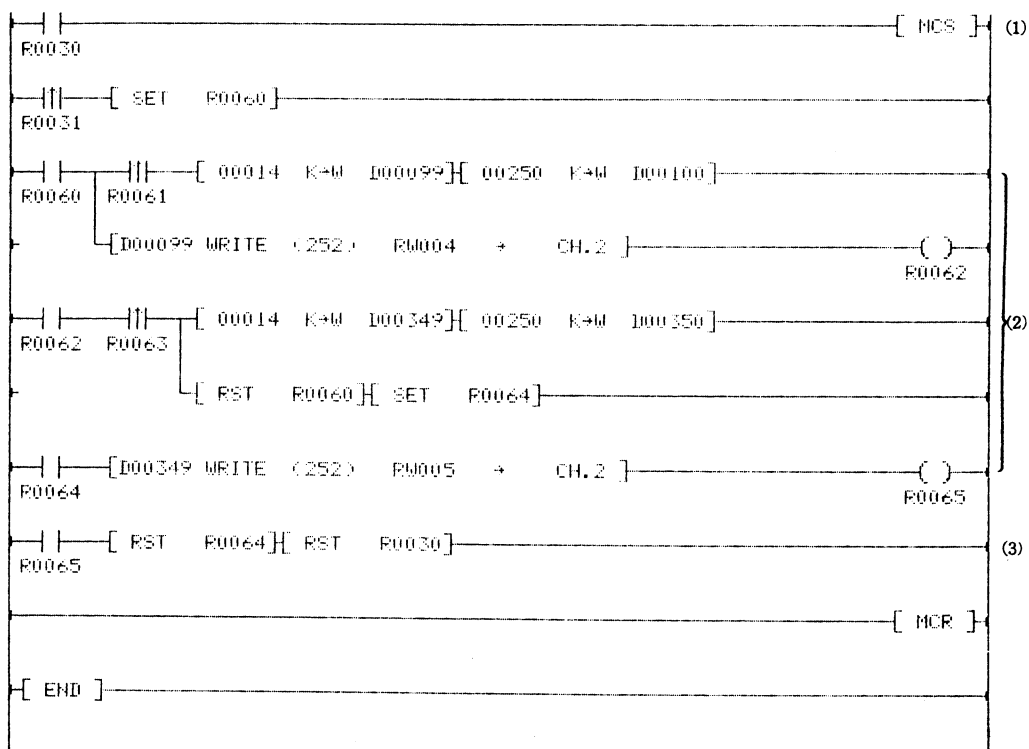 [ MCS ] (1)
R0030
[ SET R0060 ]
R0031
[ 00014 K→W D00099 ][ 00250 K→W D00100 ]
R0060 R0061
[ D00099 WRITE (252) RW004 → CH.2 ] ( )
R0062
[ 00014 K→W D00349 ][ 00250 K→W D00350 ] (2)
R0062 R0063
[ RST R0060 ][ SET R0064 ]
[ D00349 WRITE (252) RW005 → CH.2 ] ( )
R0064 R0065
[ RST R0064 ][ RST R0030 ] (3)
R0065
[ MCR ]
[ END ]